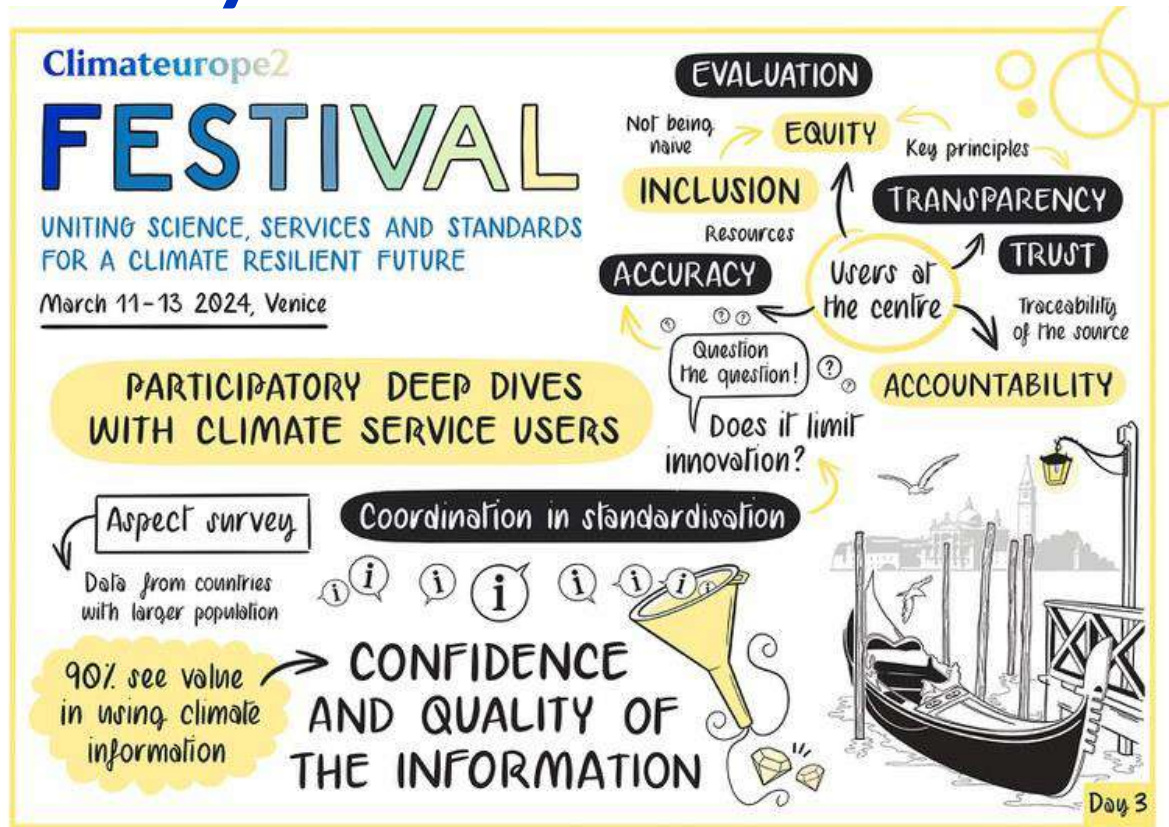 Climateurope2
FESTIVAL
UNITING SCIENCE, SERVICES AND STANDARDS
FOR A CLIMATE RESILIENT FUTURE
March 11-13 2024, Venice
EVALUATION
Not being
naive
EQUITY
Key principles
INCLUSION
TRANSPARENCY
Resources
TRUST
ACCURACY
Users at
the centre
Traceability
of the source
Question
the question!
ACCOUNTABILITY
Does it limit
innovation?
PARTICIPATORY DEEP DIVES
WITH CLIMATE SERVICE USERS
Aspect survey
Coordination in standardisation
Data from countries
with larger population
90% see value
in using climate
information
CONFIDENCE
AND QUALITY OF
THE INFORMATION
Day 3